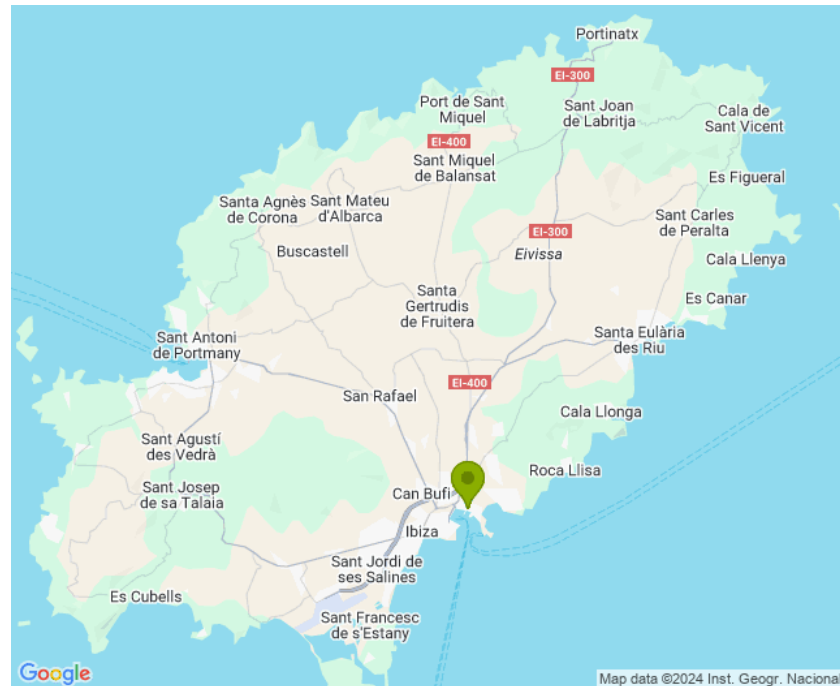 Portinatx
EI-300
Port de Sant
Miquel
Sant Joan
de Labritja
Cala de
Sant Vicent
EI-400
Sant Miquel
de Balansat
Es Figueral
Santa Agnès
de Corona
Sant Mateu
d'Albarca
Sant Carles
de Peralta
EI-300
Buscastell
Eivissa
Cala Llenya
Santa
Gertrudis
de Fruitera
Es Canar
Sant Antoni
de Portmany
Santa Eulària
des Riu
EI-400
San Rafael
Cala Llonga
Sant Agustí
des Vedrà
Roca Llisa
Sant Josep
de sa Talaia
Can Bufi
Ibiza
Sant Jordi de
ses Salines
Es Cubells
Sant Francesc
de s'Estany
Google
Map data ©2024 Inst. Geogr. Nacional